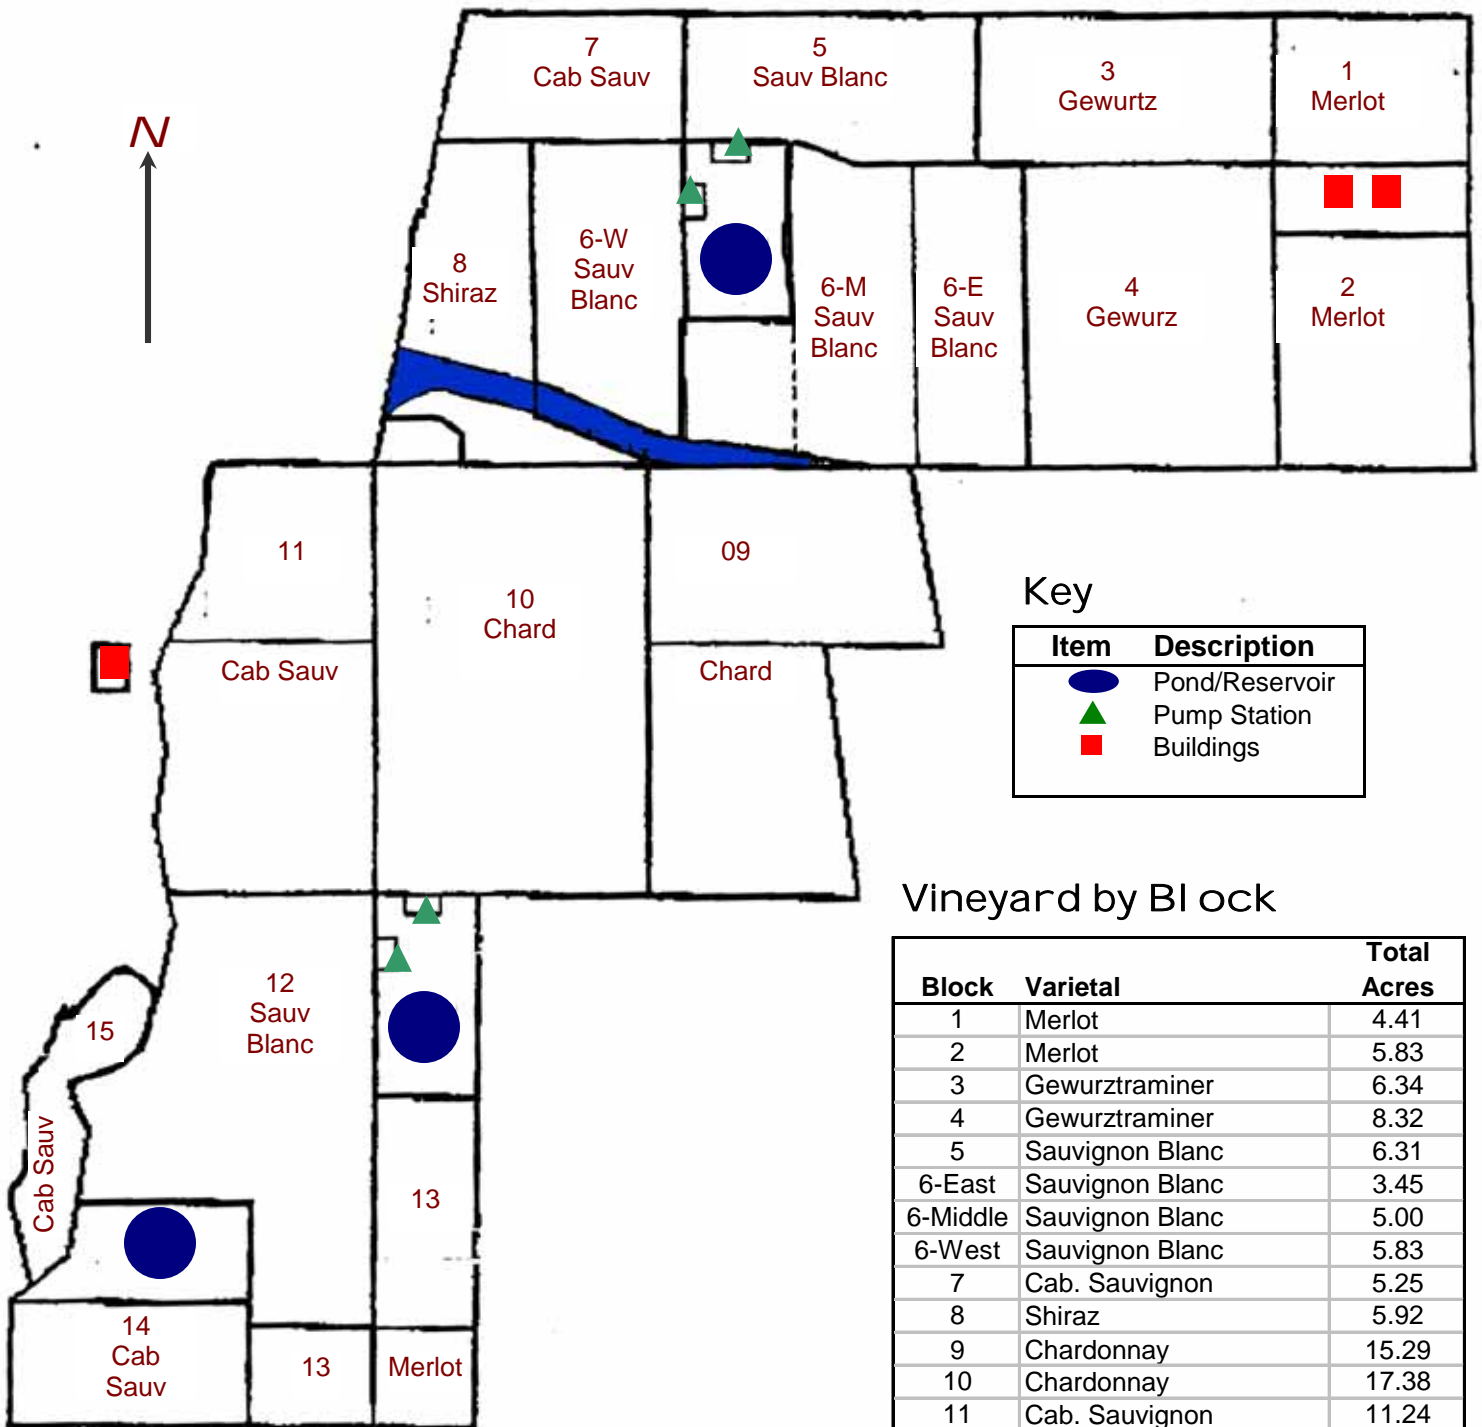 7
Cab Sauv
5
Sauv Blanc
3
Gewurtz
1
Merlot
N
8
Shiraz
6-W
Sauv
Blanc
6-M
Sauv
Blanc
6-E
Sauv
Blanc
4
Gewurz
2
Merlot
11
Cab Sauv
10
Chard
09
Chard
Key
Item Description
Pond/Reservoir
Pump Station
Buildings
12
Sauv
Blanc
15
Cab Sauv
13
14
Cab
Sauv
13
Merlot
Vineyard by Block
Total
Block Varietal Acres
1 Merlot 4.41
2 Merlot 5.83
3 Gewurztraminer 6.34
4 Gewurztraminer 8.32
5 Sauvignon Blanc 6.31
6-East Sauvignon Blanc 3.45
6-Middle Sauvignon Blanc 5.00
6-West Sauvignon Blanc 5.83
7 Cab. Sauvignon 5.25
8 Shiraz 5.92
9 Chardonnay 15.29
10 Chardonnay 17.38
11 Cab. Sauvignon 11.24